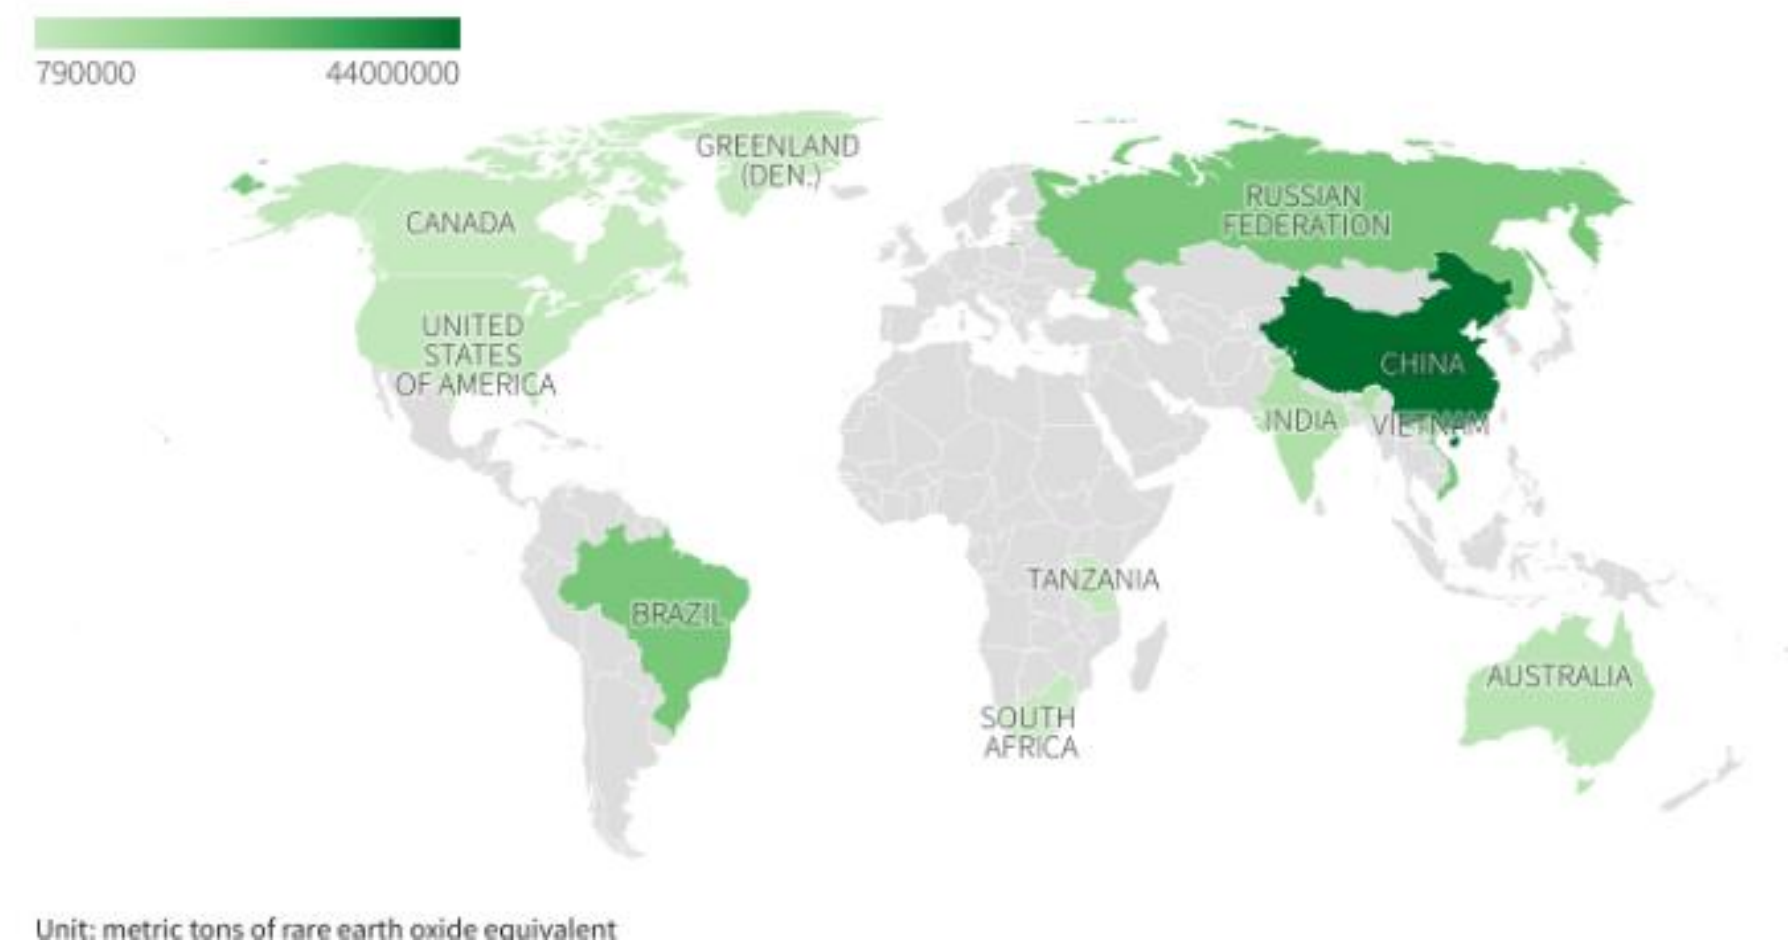 790000 44000000
GREENLAND
(DEN.)
CANADA
RUSSIAN
FEDERATION
UNITED
STATES
OF AMERICA
CHINA
INDIA
VIETNAM
TANZANIA
BRAZIL
AUSTRALIA
SOUTH
AFRICA
Unit: metric tons of rare earth oxide equivalent